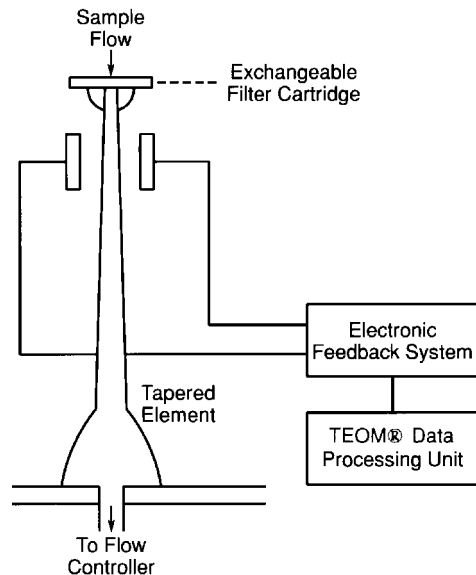 Sample
Flow
Exchangeable
Filter Cartridge
Electronic
Feedback System
Tapered
Element
TEOM® Data
Processing Unit
To Flow
Controller